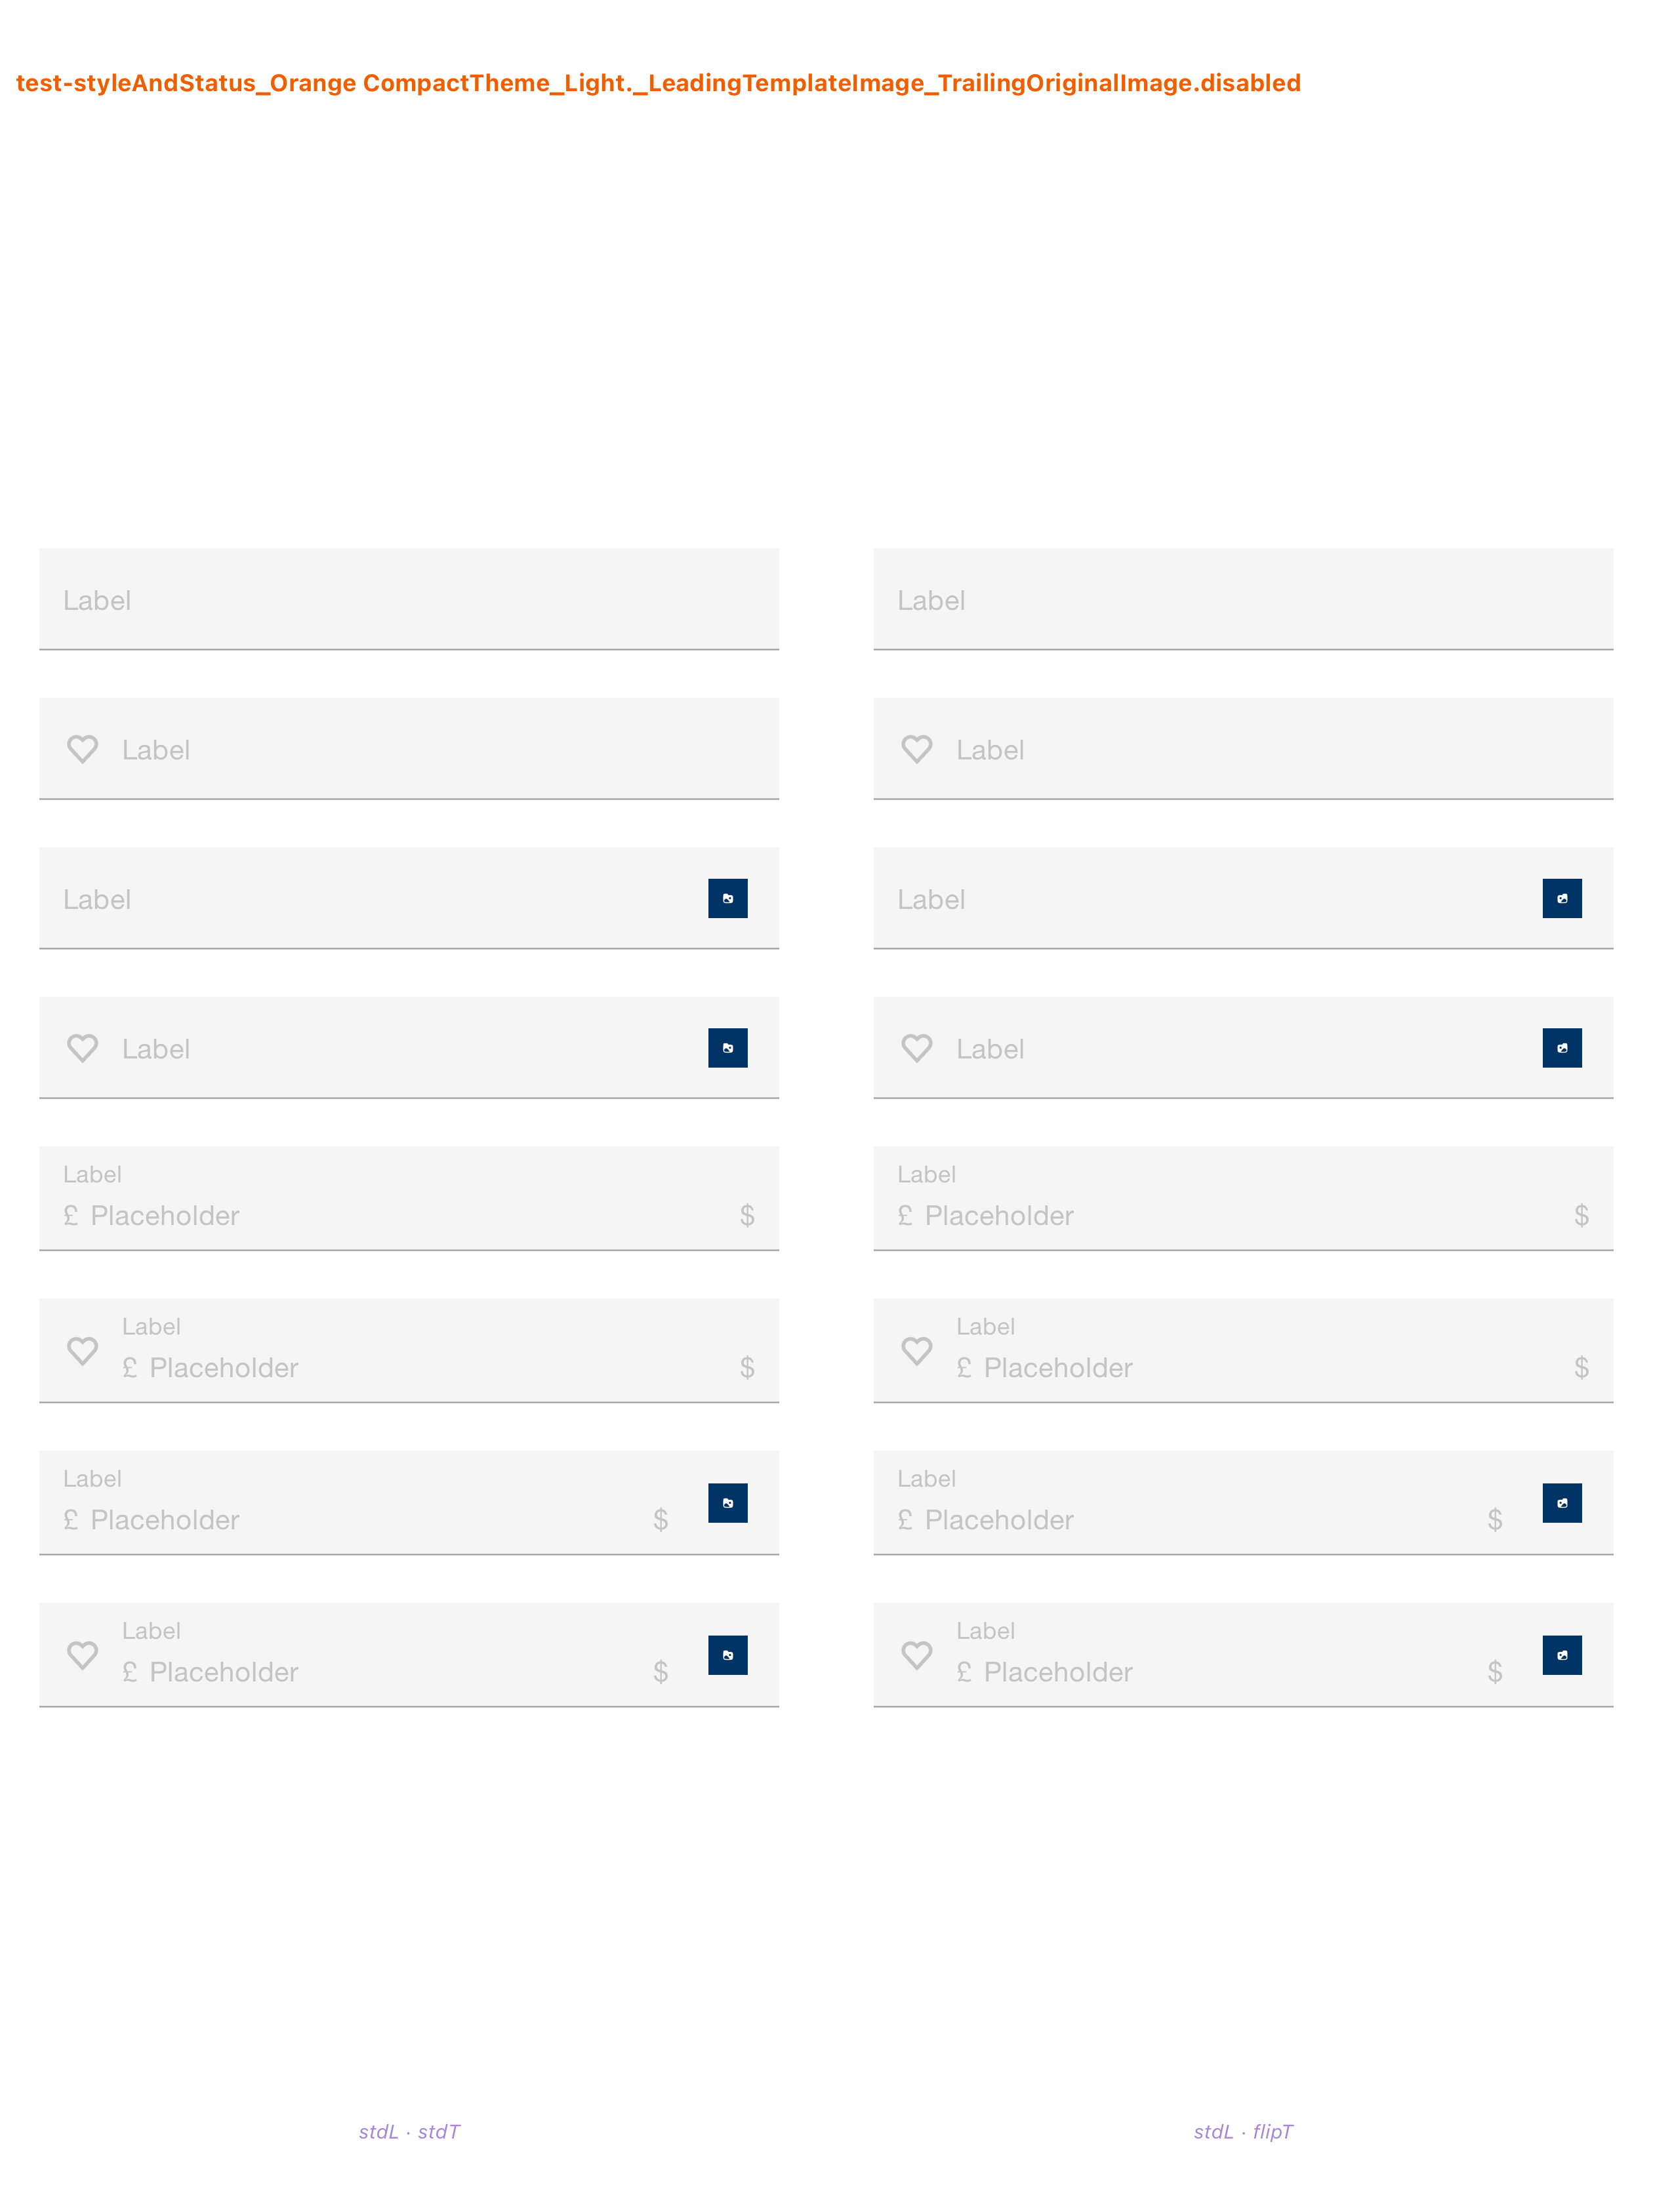 test-styleAndStatus_Orange CompactTheme_Light._LeadingTemplateImage_TrailingOriginalImage.disabled
Label
Label
Label
Label
Label
£ Placeholder $
Label
£ Placeholder $
Label
£ Placeholder $
Label
£ Placeholder $
stdL · stdT
Label
Label
Label
Label
Label
£ Placeholder $
Label
£ Placeholder $
Label
£ Placeholder $
Label
£ Placeholder $
stdL · flipT